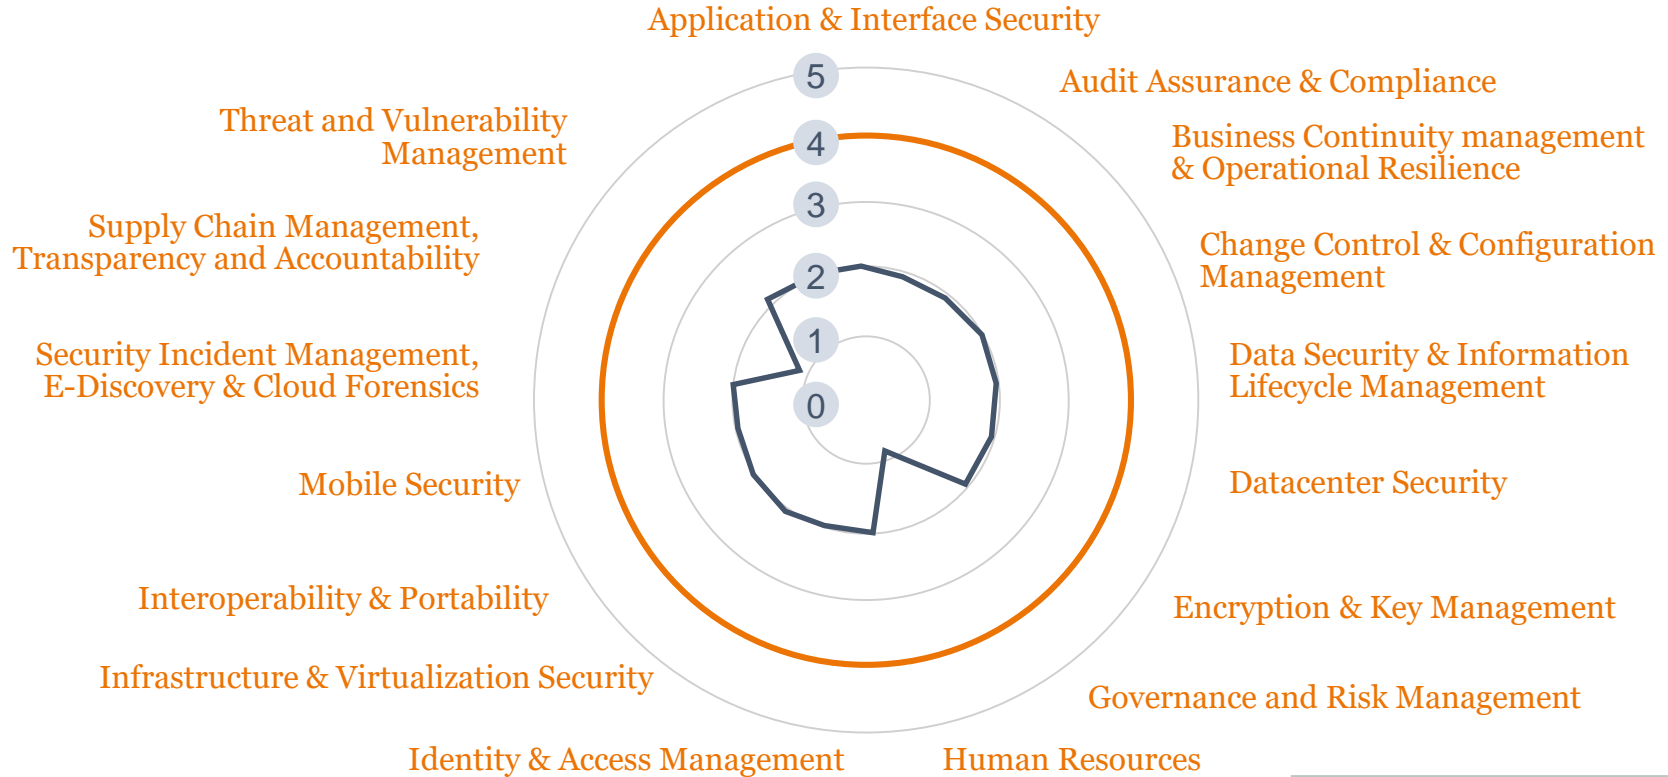 Application & Interface Security
Audit Assurance & Compliance
Business Continuity management
& Operational Resilience
Change Control & Configuration
Management
Data Security & Information
Lifecycle Management
Datacenter Security
Encryption & Key Management
Governance and Risk Management
Human Resources
Identity & Access Management
Infrastructure & Virtualization Security
Interoperability & Portability
Mobile Security
Security Incident Management,
E-Discovery & Cloud Forensics
Supply Chain Management,
Transparency and Accountability
Threat and Vulnerability
Management
5
4
3
2
1
0